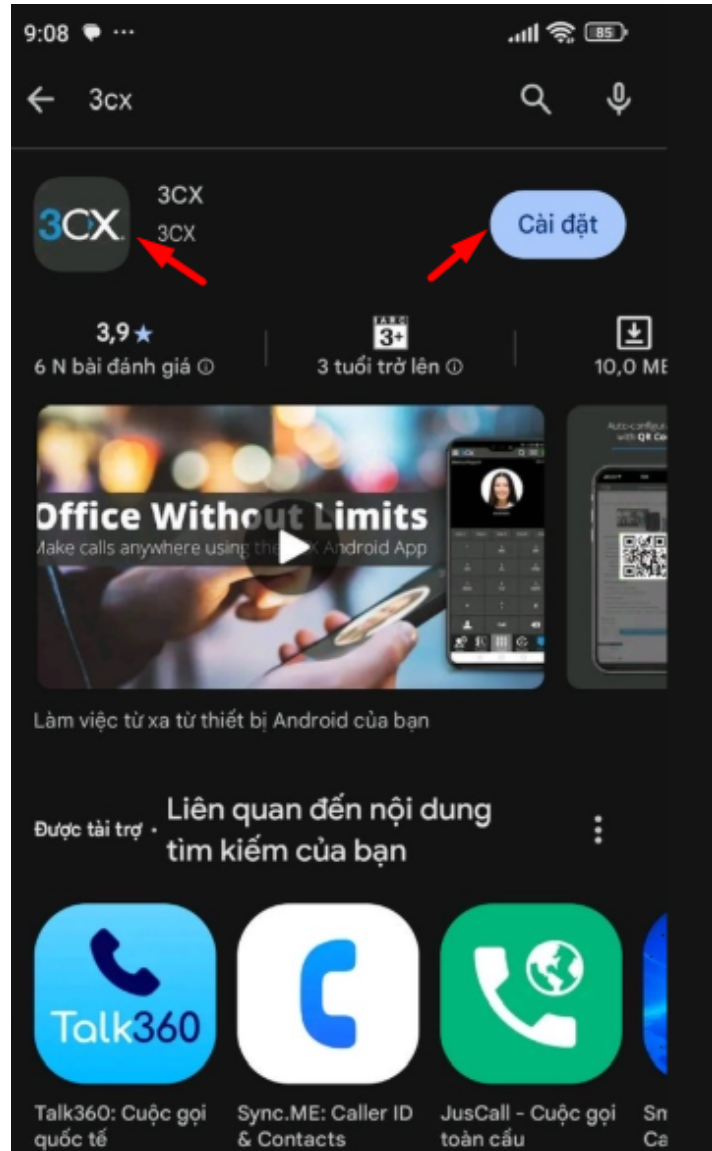 9:08
85
3cx
3CX
3CX
3CX
Cài đặt
3,9 ★
6 N bài đánh giá
IARC
3+
3 tuổi trở lên
10,0 MB
Office Without Limits
Make calls anywhere using the 3CX Android App
with QR
Làm việc từ xa từ thiết bị Android của bạn
Được tài trợ ·
Liên quan đến nội dung
tìm kiếm của bạn
Talk360
Talk360: Cuộc gọi
quốc tế
Sync.ME: Caller ID
& Contacts
JusCall - Cuộc gọi
toàn cầu